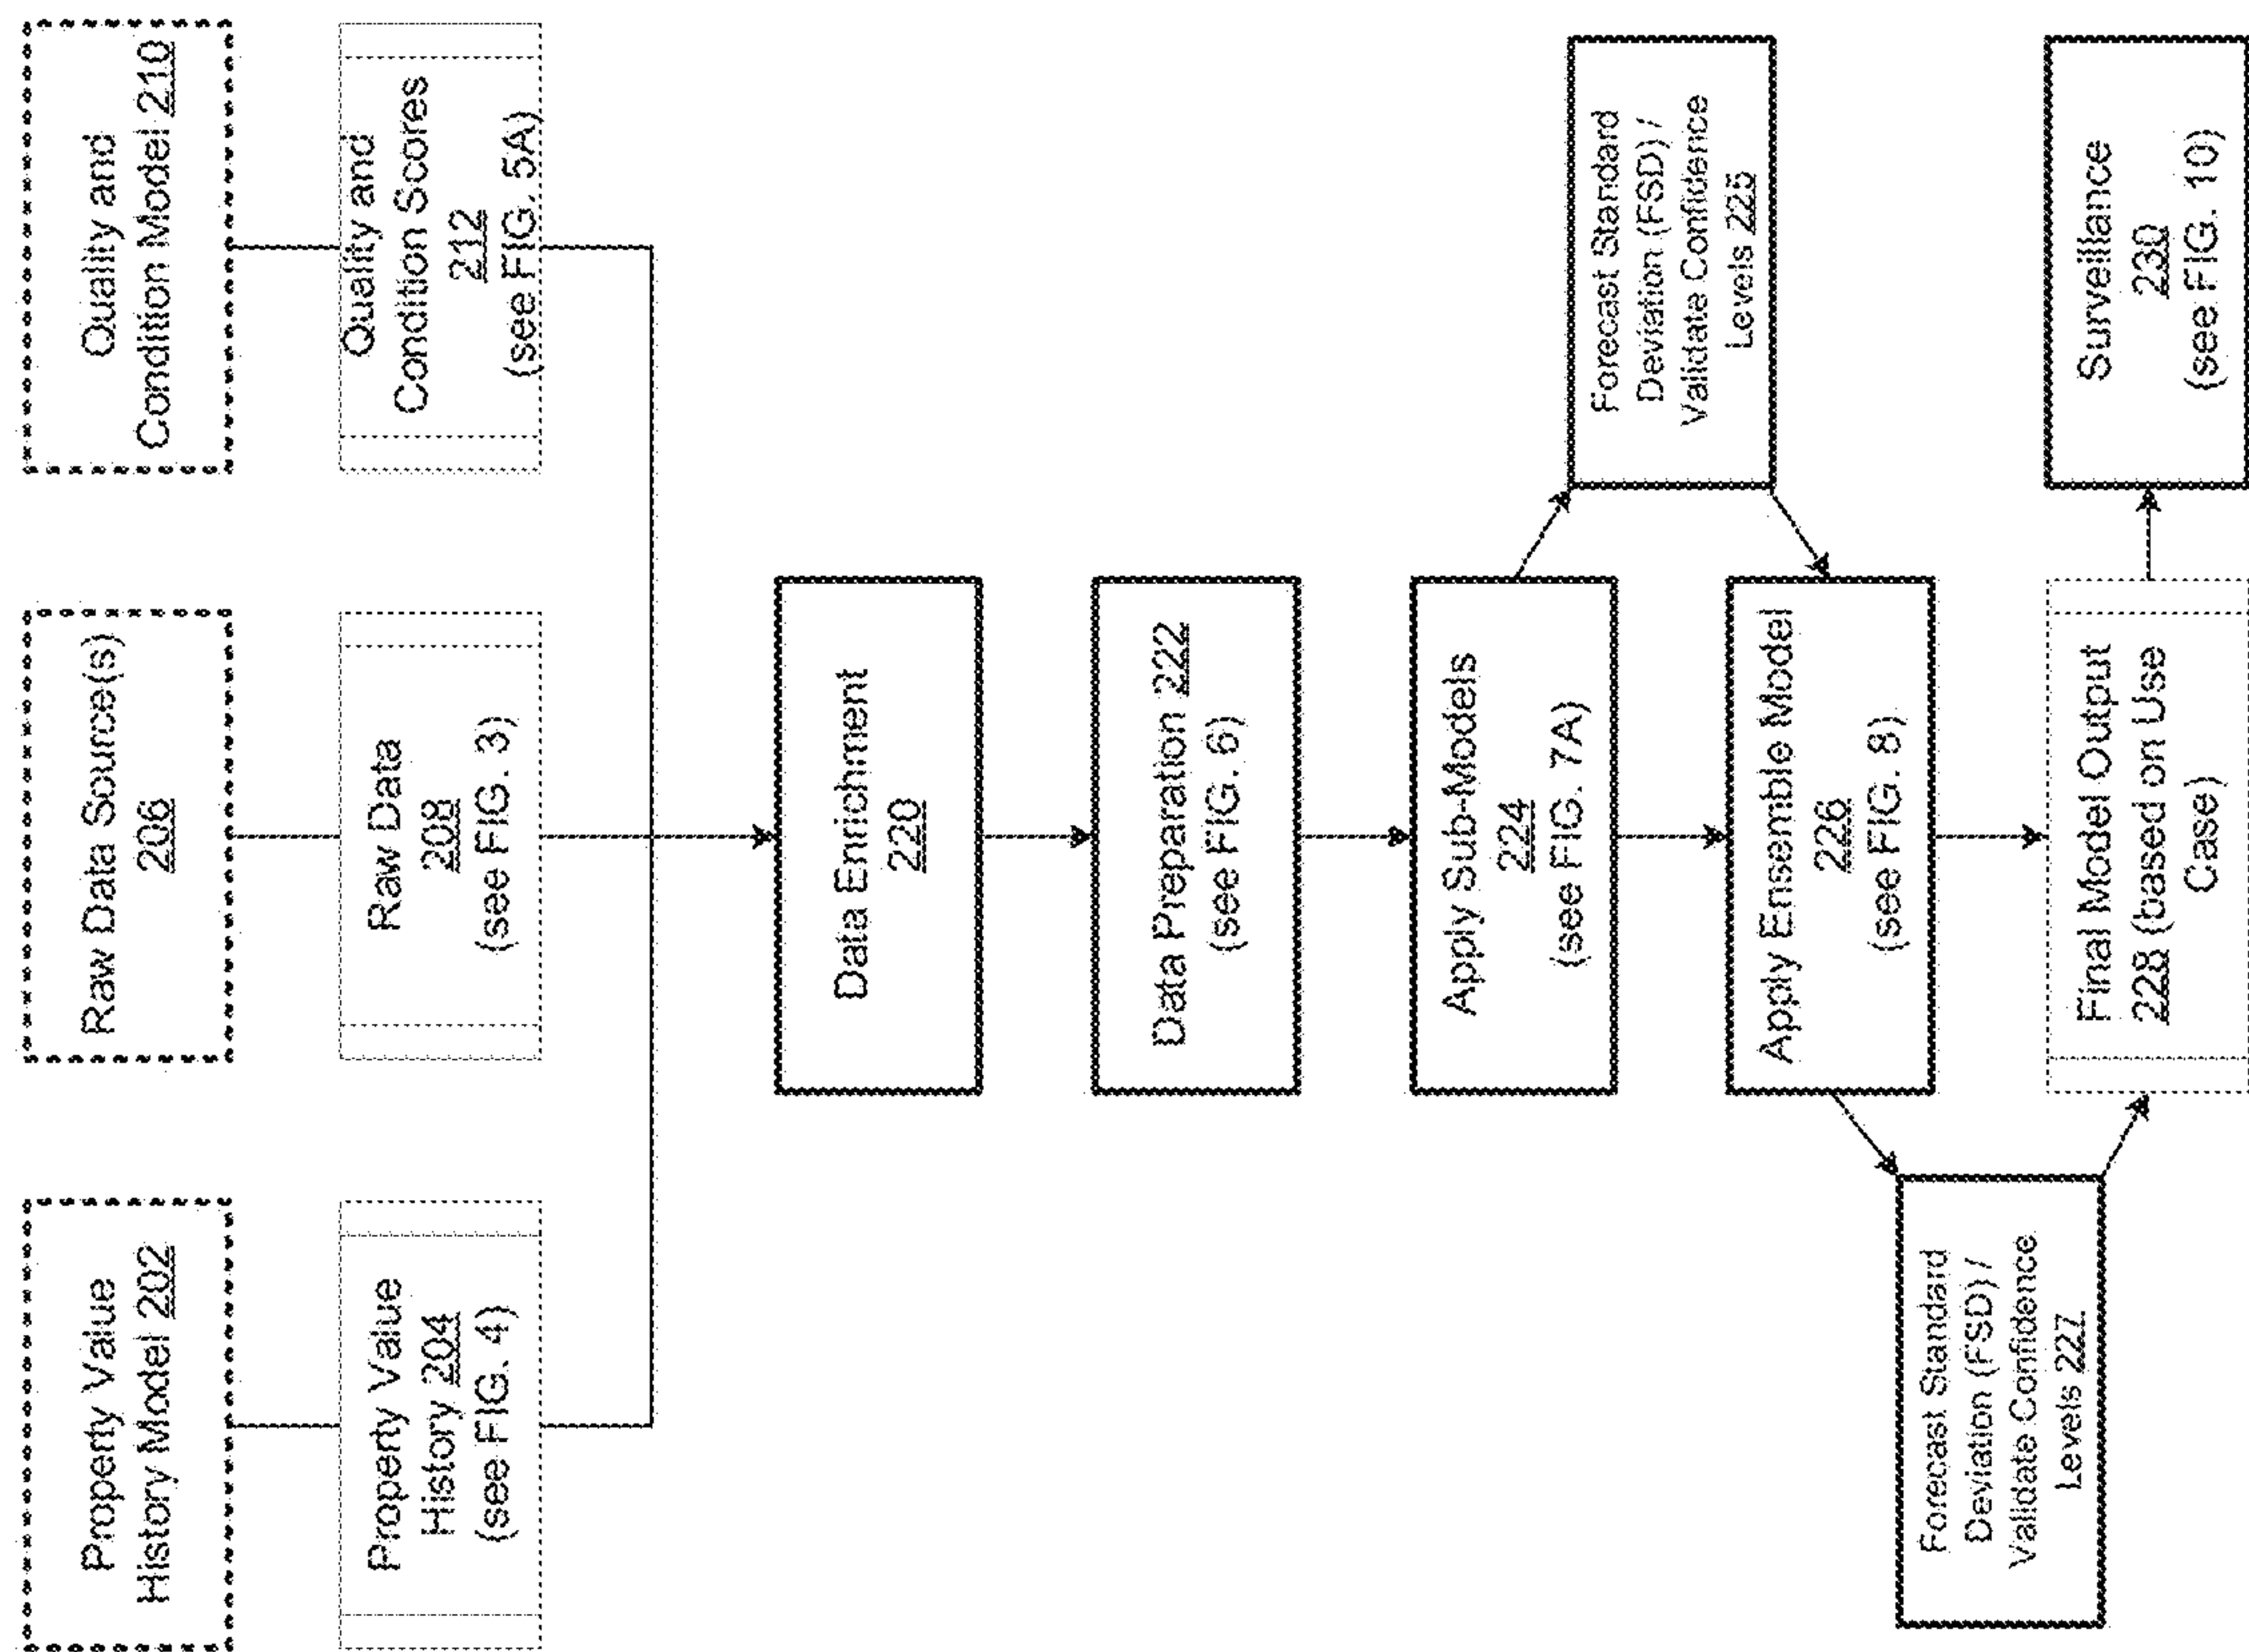 Property Value
History Model 202
Raw Data Source(s)
206
Quality and
Condition Model 210
Property Value
History 204
(see FIG. 4)
Raw Data
208
(see FIG. 3)
Quality and
Condition Scores
212
(see FIG. 5A)
Data Enrichment
220
Data Preparation 222
(see FIG. 6)
Apply Sub-Models
224
(see FIG. 7A)
Forecast Standard
Deviation (FSD) /
Validate Confidence
Levels 225
Apply Ensemble Model
226
(see FIG. 8)
Forecast Standard
Deviation (FSD) /
Validate Confidence
Levels 227
Final Model Output
228 (based on Use
Case)
Surveillance
230
(see FIG. 10)